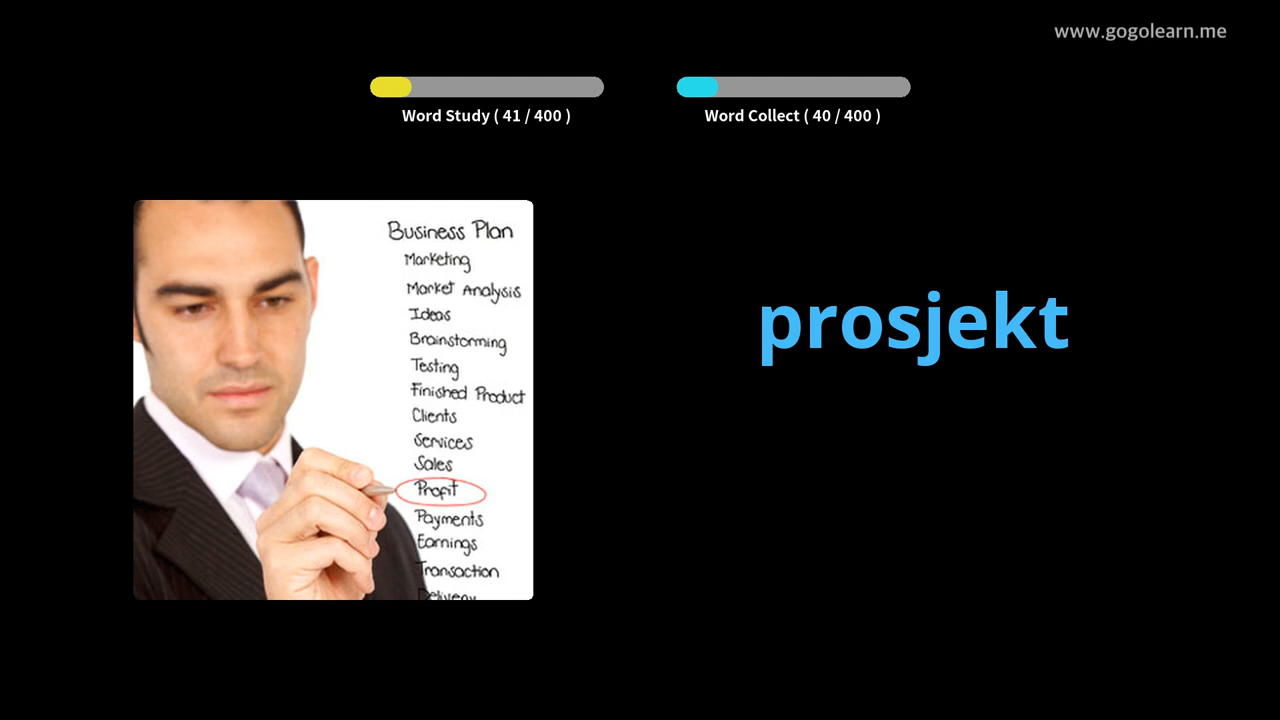 www.gogolearn.me
Word Study ( 41 / 400 )
Word Collect ( 40 / 400 )
Business Plan
Marketing
Market Analysis
Ideas
Brainstorming
Testing
Finished Product
Clients
Services
Sales
Profit
Payments
Earnings
Transaction
Delivery
prosjekt